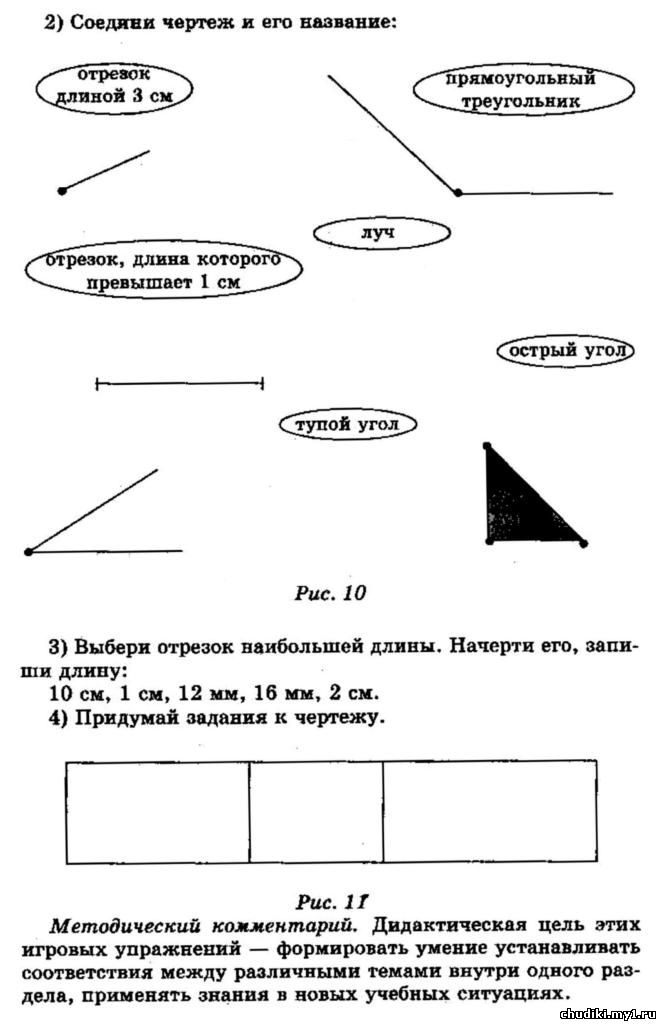 2) Соедини чертеж и его название:
отрезок
длиной 3 см
прямоугольный
треугольник
луч
отрезок, длина которого
превышает 1 см
острый угол
тупой угол
Рис. 10
3) Выбери отрезок наибольшей длины. Начерти его, запи-
ши длину:
10 см, 1 см, 12 мм, 16 мм, 2 см.
4) Придумай задания к чертежу.
Рис. 11
Методический комментарий. Дидактическая цель этих
игровых упражнений — формировать умение устанавливать
соответствия между различными темами внутри одного раз-
дела, применять знания в новых учебных ситуациях.
chudiki.my1.ru